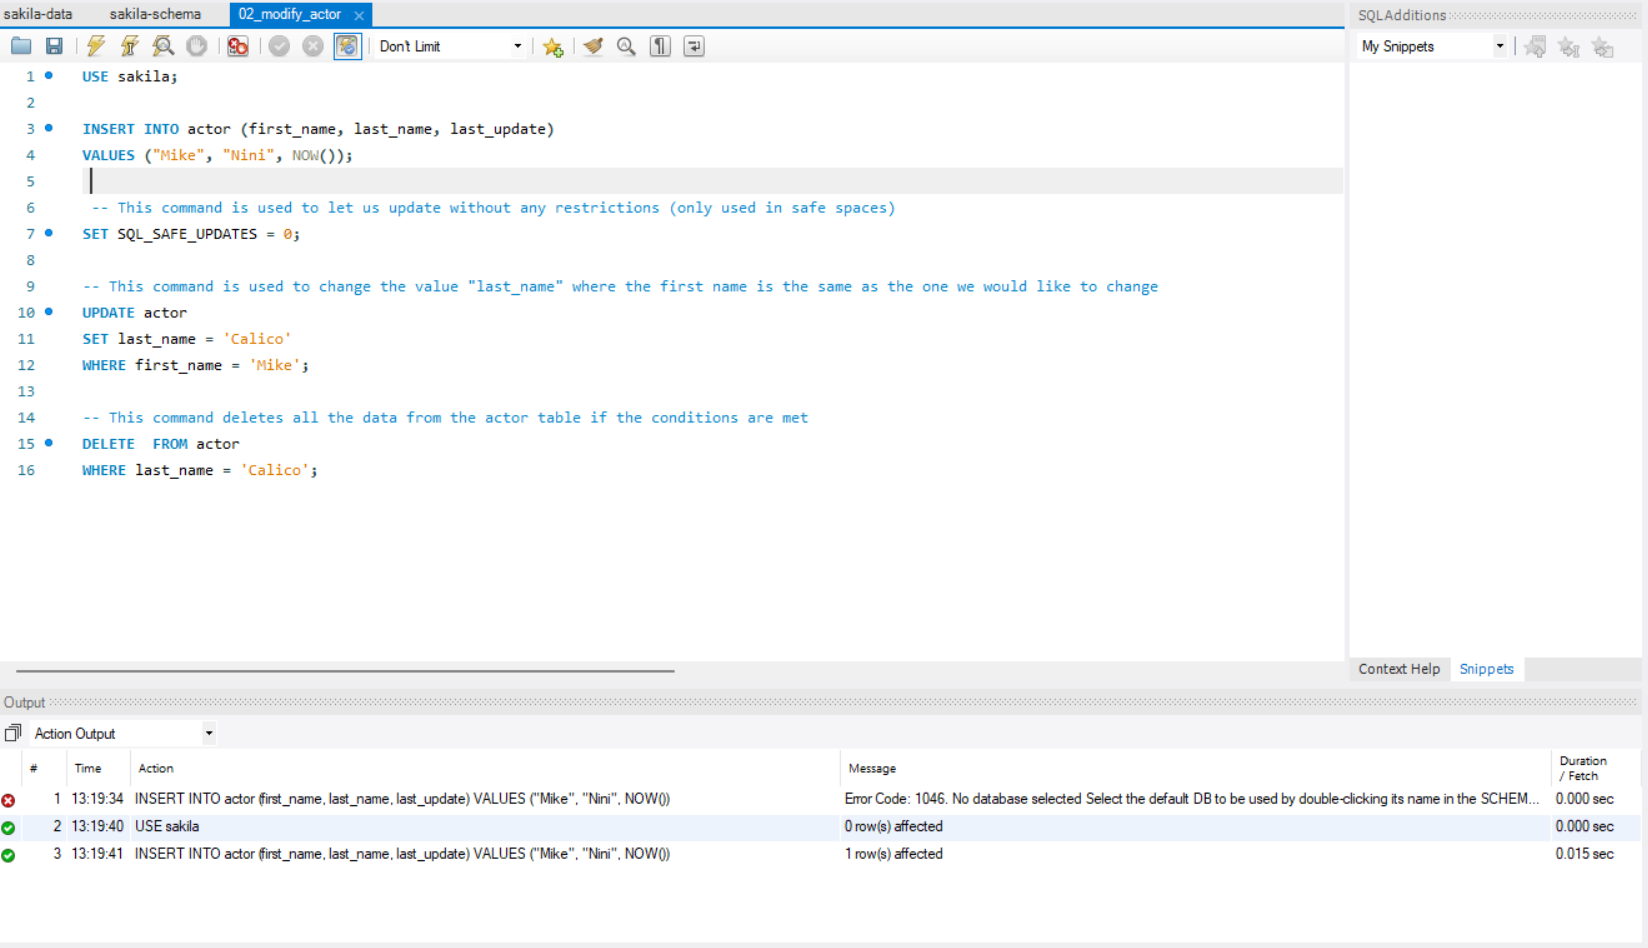 sakila-data sakila-schema 02_modify_actor
SQLAdditions
Don't Limit
My Snippets
1 USE sakila;
2
3 INSERT INTO actor (first_name, last_name, last_update)
4 VALUES ("Mike", "Nini", NOW());
5
6 -- This command is used to let us update without any restrictions (only used in safe spaces)
7 SET SQL_SAFE_UPDATES = 0;
8
9 -- This command is used to change the value "last_name" where the first name is the same as the one we would like to change
10 UPDATE actor
11 SET last_name = 'Calico'
12 WHERE first_name = 'Mike';
13
14 -- This command deletes all the data from the actor table if the conditions are met
15 DELETE  FROM actor
16 WHERE last_name = 'Calico';
Context Help Snippets
Output
Action Output
# Time Action Message Duration / Fetch
1 13:19:34 INSERT INTO actor (first_name, last_name, last_update) VALUES ("Mike", "Nini", NOW()) Error Code: 1046. No database selected Select the default DB to be used by double-clicking its name in the SCHEM... 0.000 sec
2 13:19:40 USE sakila 0 row(s) affected 0.000 sec
3 13:19:41 INSERT INTO actor (first_name, last_name, last_update) VALUES ("Mike", "Nini", NOW()) 1 row(s) affected 0.015 sec